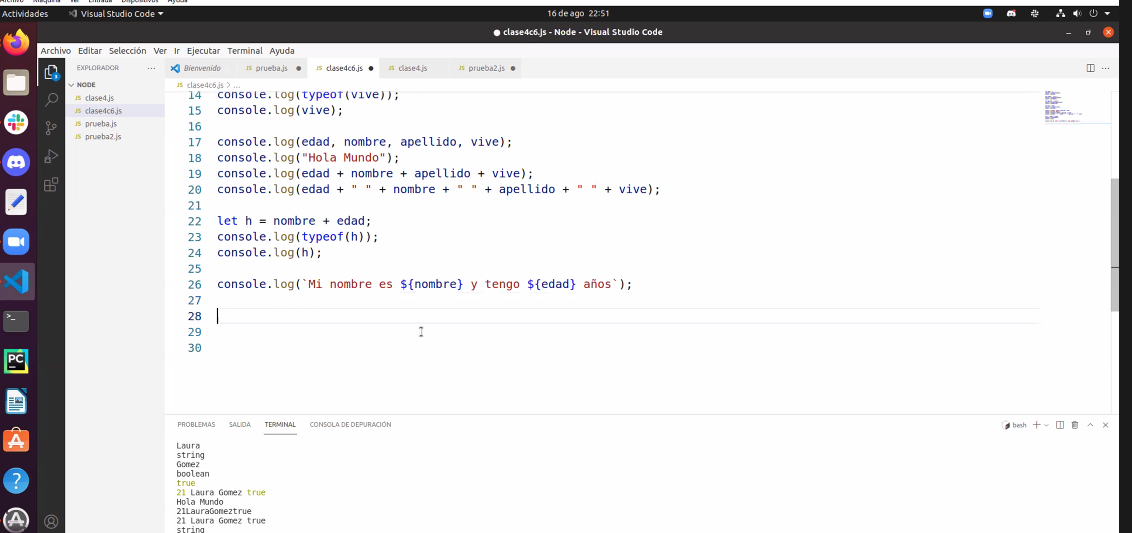 Archivo Máquina Ver Entrada Dispositivos Ayuda
Actividades Visual Studio Code 16 de ago 22:51
● clase4c6.js - Node - Visual Studio Code
Archivo Editar Selección Ver Ir Ejecutar Terminal Ayuda
EXPLORADOR ... Bienvenido JS prueba.js ● JS clase4c6.js ● JS clase4.js JS prueba2.js ●
NODE
JS clase4.js
JS clase4c6.js
JS prueba.js
JS prueba2.js
JS clase4c6.js > ...
14 console.log(typeof(vive));
15 console.log(vive);
16
17 console.log(edad, nombre, apellido, vive);
18 console.log("Hola Mundo");
19 console.log(edad + nombre + apellido + vive);
20 console.log(edad + " " + nombre + " " + apellido + " " + vive);
21
22 let h = nombre + edad;
23 console.log(typeof(h));
24 console.log(h);
25
26 console.log(`Mi nombre es ${nombre} y tengo ${edad} años`);
27
28
29
30
PROBLEMAS SALIDA TERMINAL CONSOLA DE DEPURACIÓN bash
Laura
string
Gomez
boolean
true
21 Laura Gomez true
Hola Mundo
21LauraGomeztrue
21 Laura Gomez true
string